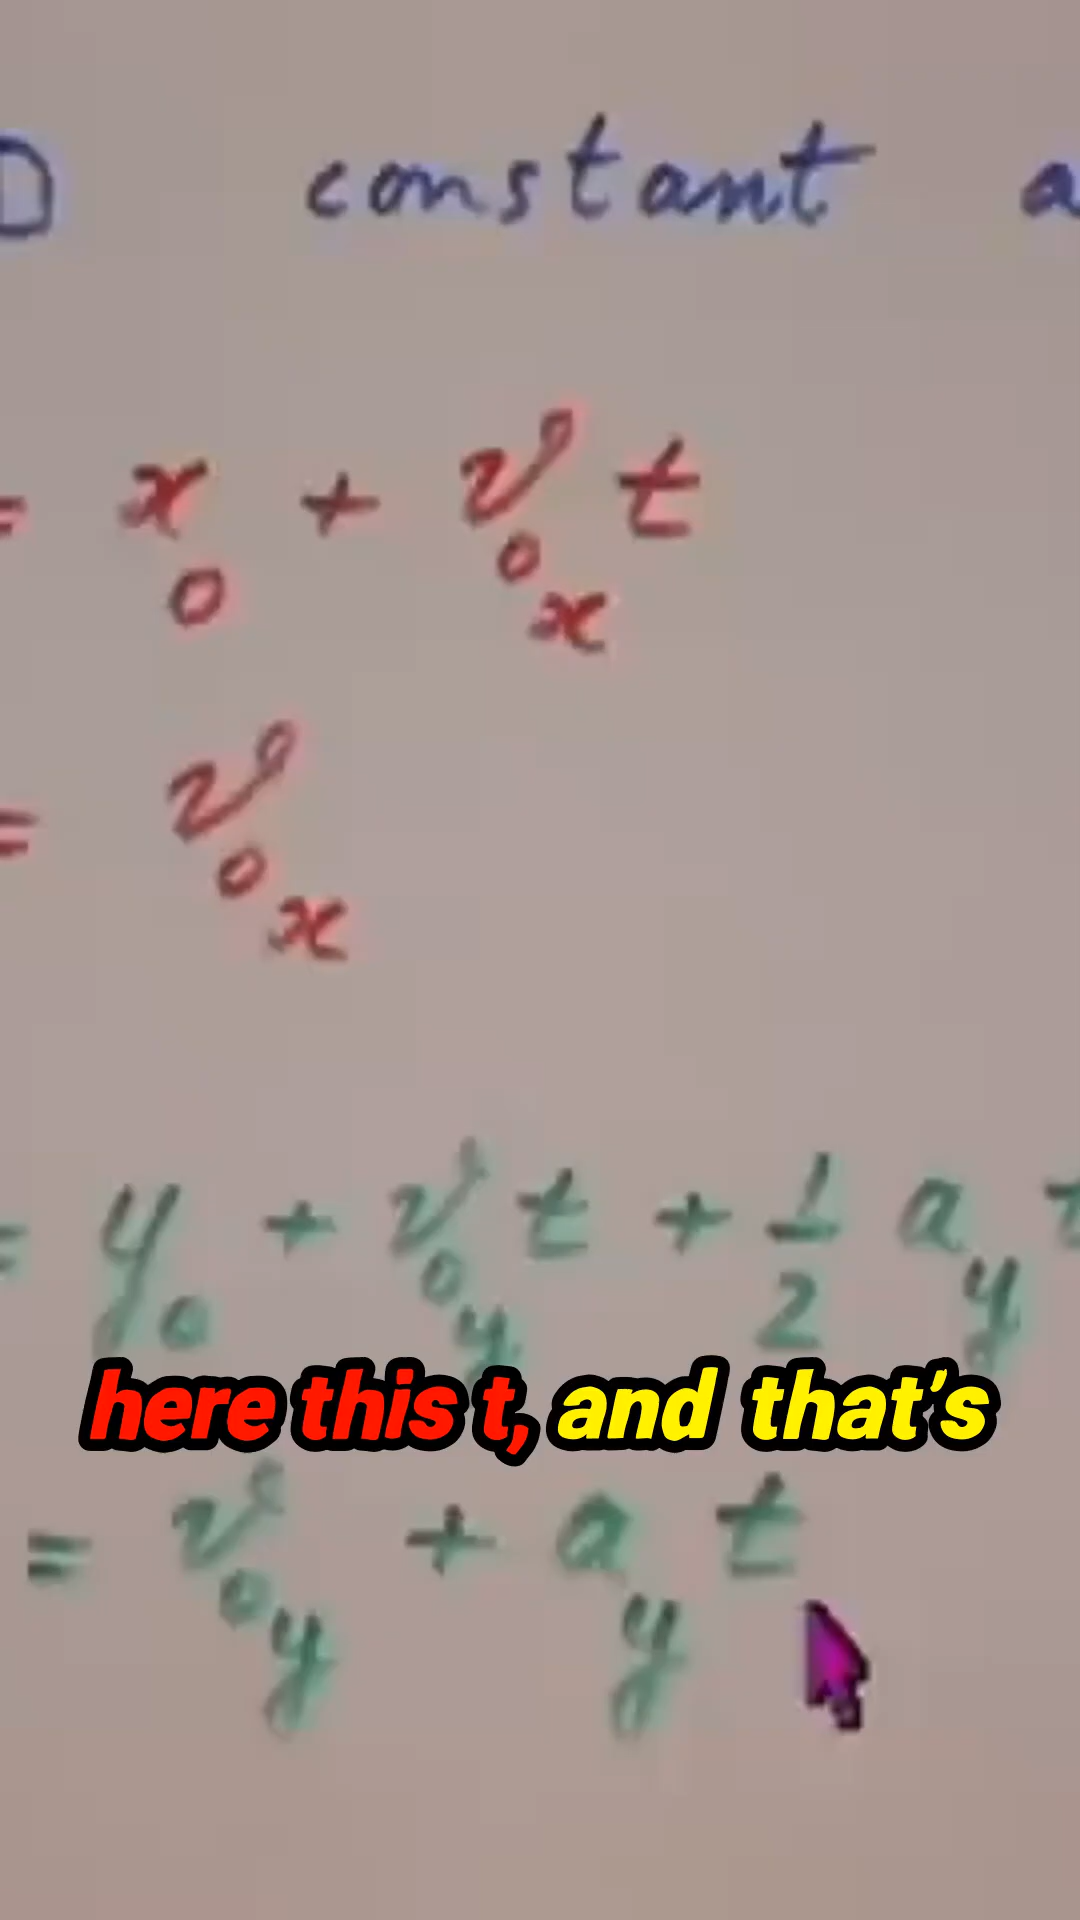 D constant a
= x₀ + v₀ₓ t
= v₀ₓ
= y₀ + v₀y t + 1/2 ay t
here this t, and that's
= v₀y + ay t